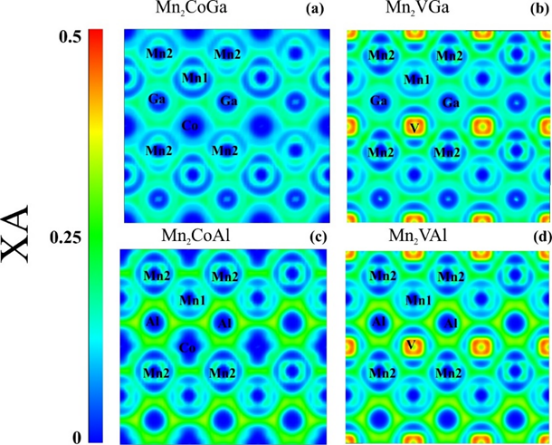 Mn2CoGa (a) Mn2VGa (b)
0.5
Mn2 Mn2 Mn2 Mn2
Mn1 Mn1
Ga Ga Ga Ga
Co V
Mn2 Mn2 Mn2 Mn2
XA
0.25
Mn2CoAl (c) Mn2VAl (d)
Mn2 Mn2 Mn2 Mn2
Mn1 Mn1
Al Al Al Al
Co V
Mn2 Mn2 Mn2 Mn2
0